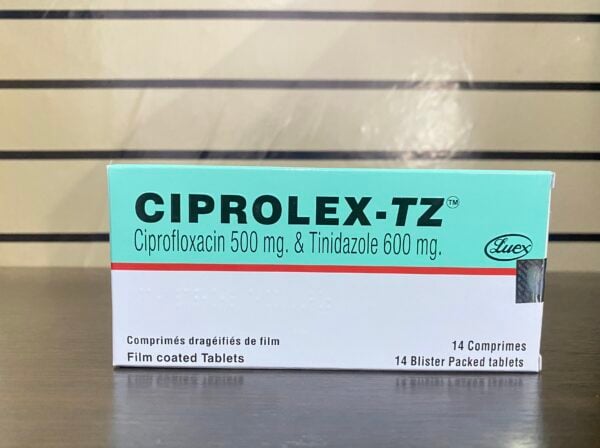 CIPROLEX-TZ™
Ciprofloxacin 500 mg. & Tinidazole 600 mg.
Luex
Comprimés dragéifiés de film
Film coated Tablets
14 Comprimes
14 Blister Packed tablets